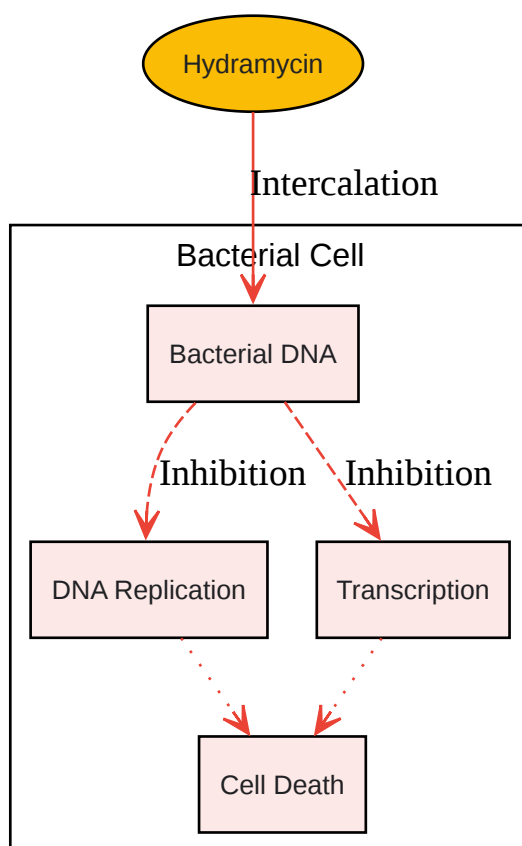 Hydramycin
Intercalation
Bacterial Cell
Bacterial DNA
Inhibition
Inhibition
DNA Replication
Transcription
Cell Death